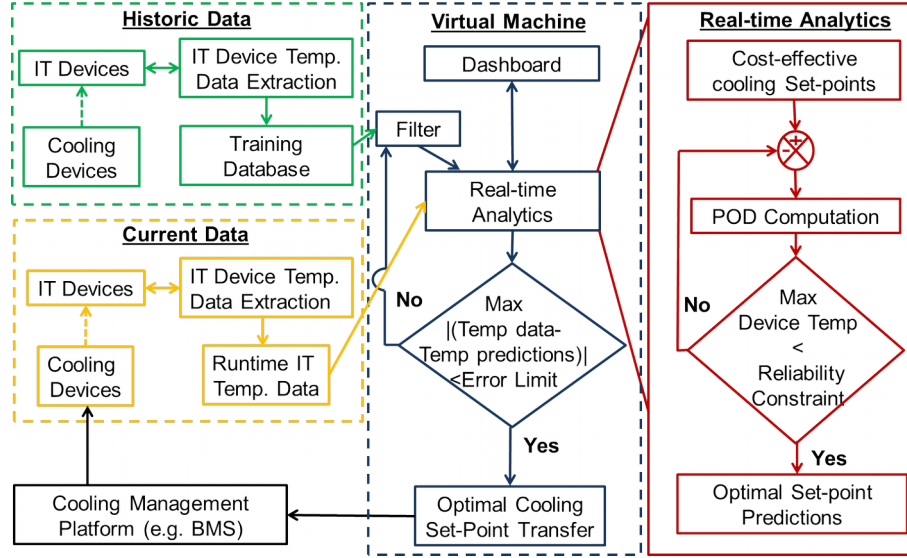 Historic Data
IT Devices
IT Device Temp.
Data Extraction
Cooling
Devices
Training
Database
Current Data
IT Devices
IT Device Temp.
Data Extraction
Cooling
Devices
Runtime IT
Temp. Data
Cooling Management
Platform (e.g. BMS)
Virtual Machine
Dashboard
Filter
Real-time
Analytics
No
Max
|(Temp data-
Temp predictions)|
<Error Limit
Yes
Optimal Cooling
Set-Point Transfer
Real-time Analytics
Cost-effective
cooling Set-points
+
-
POD Computation
No
Max
Device Temp
<
Reliability
Constraint
Yes
Optimal Set-point
Predictions